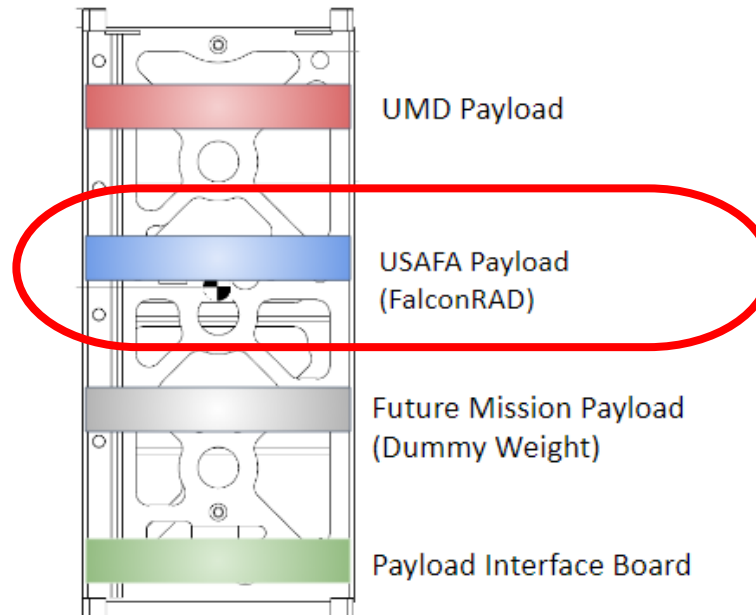 UMD Payload
USAFA Payload
(FalconRAD)
Future Mission Payload
(Dummy Weight)
Payload Interface Board